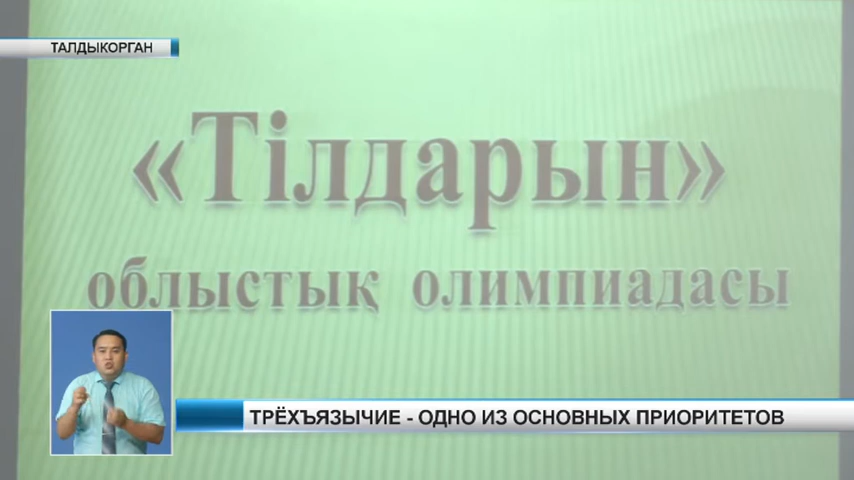 ТАЛДЫКОРГАН
«Тілдарын»
облыстық олимпиадасы
ТРЁХЪЯЗЫЧИЕ - ОДНО ИЗ ОСНОВНЫХ ПРИОРИТЕТОВ